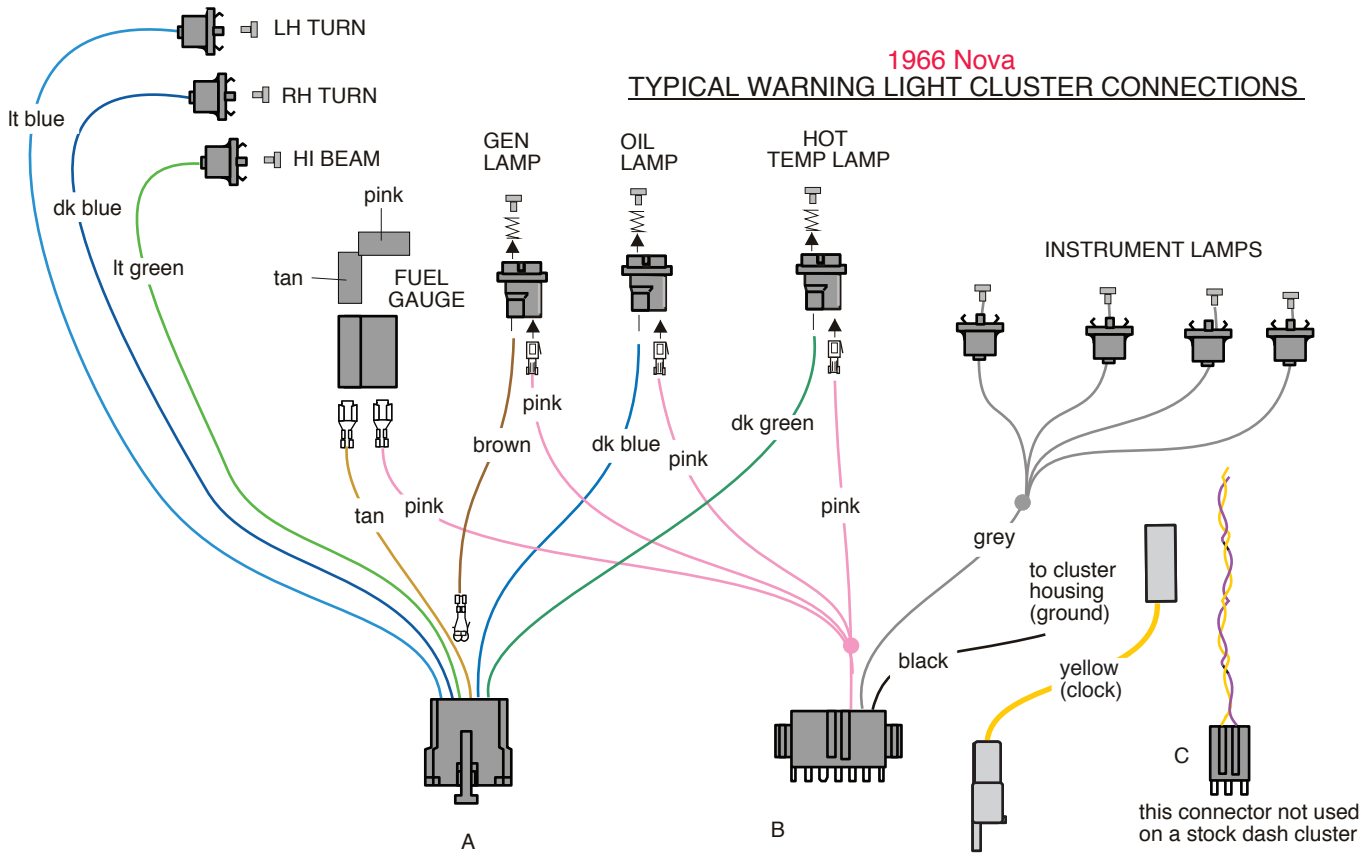 1966 Nova
TYPICAL WARNING LIGHT CLUSTER CONNECTIONS
LH TURN
RH TURN
HI BEAM
lt blue
dk blue
lt green
pink
tan
FUEL
GAUGE
GEN
LAMP
OIL
LAMP
HOT
TEMP LAMP
INSTRUMENT LAMPS
pink
brown
dk blue
pink
dk green
tan
pink
pink
grey
to cluster
housing
(ground)
black
yellow
(clock)
A
B
C
this connector not used
on a stock dash cluster